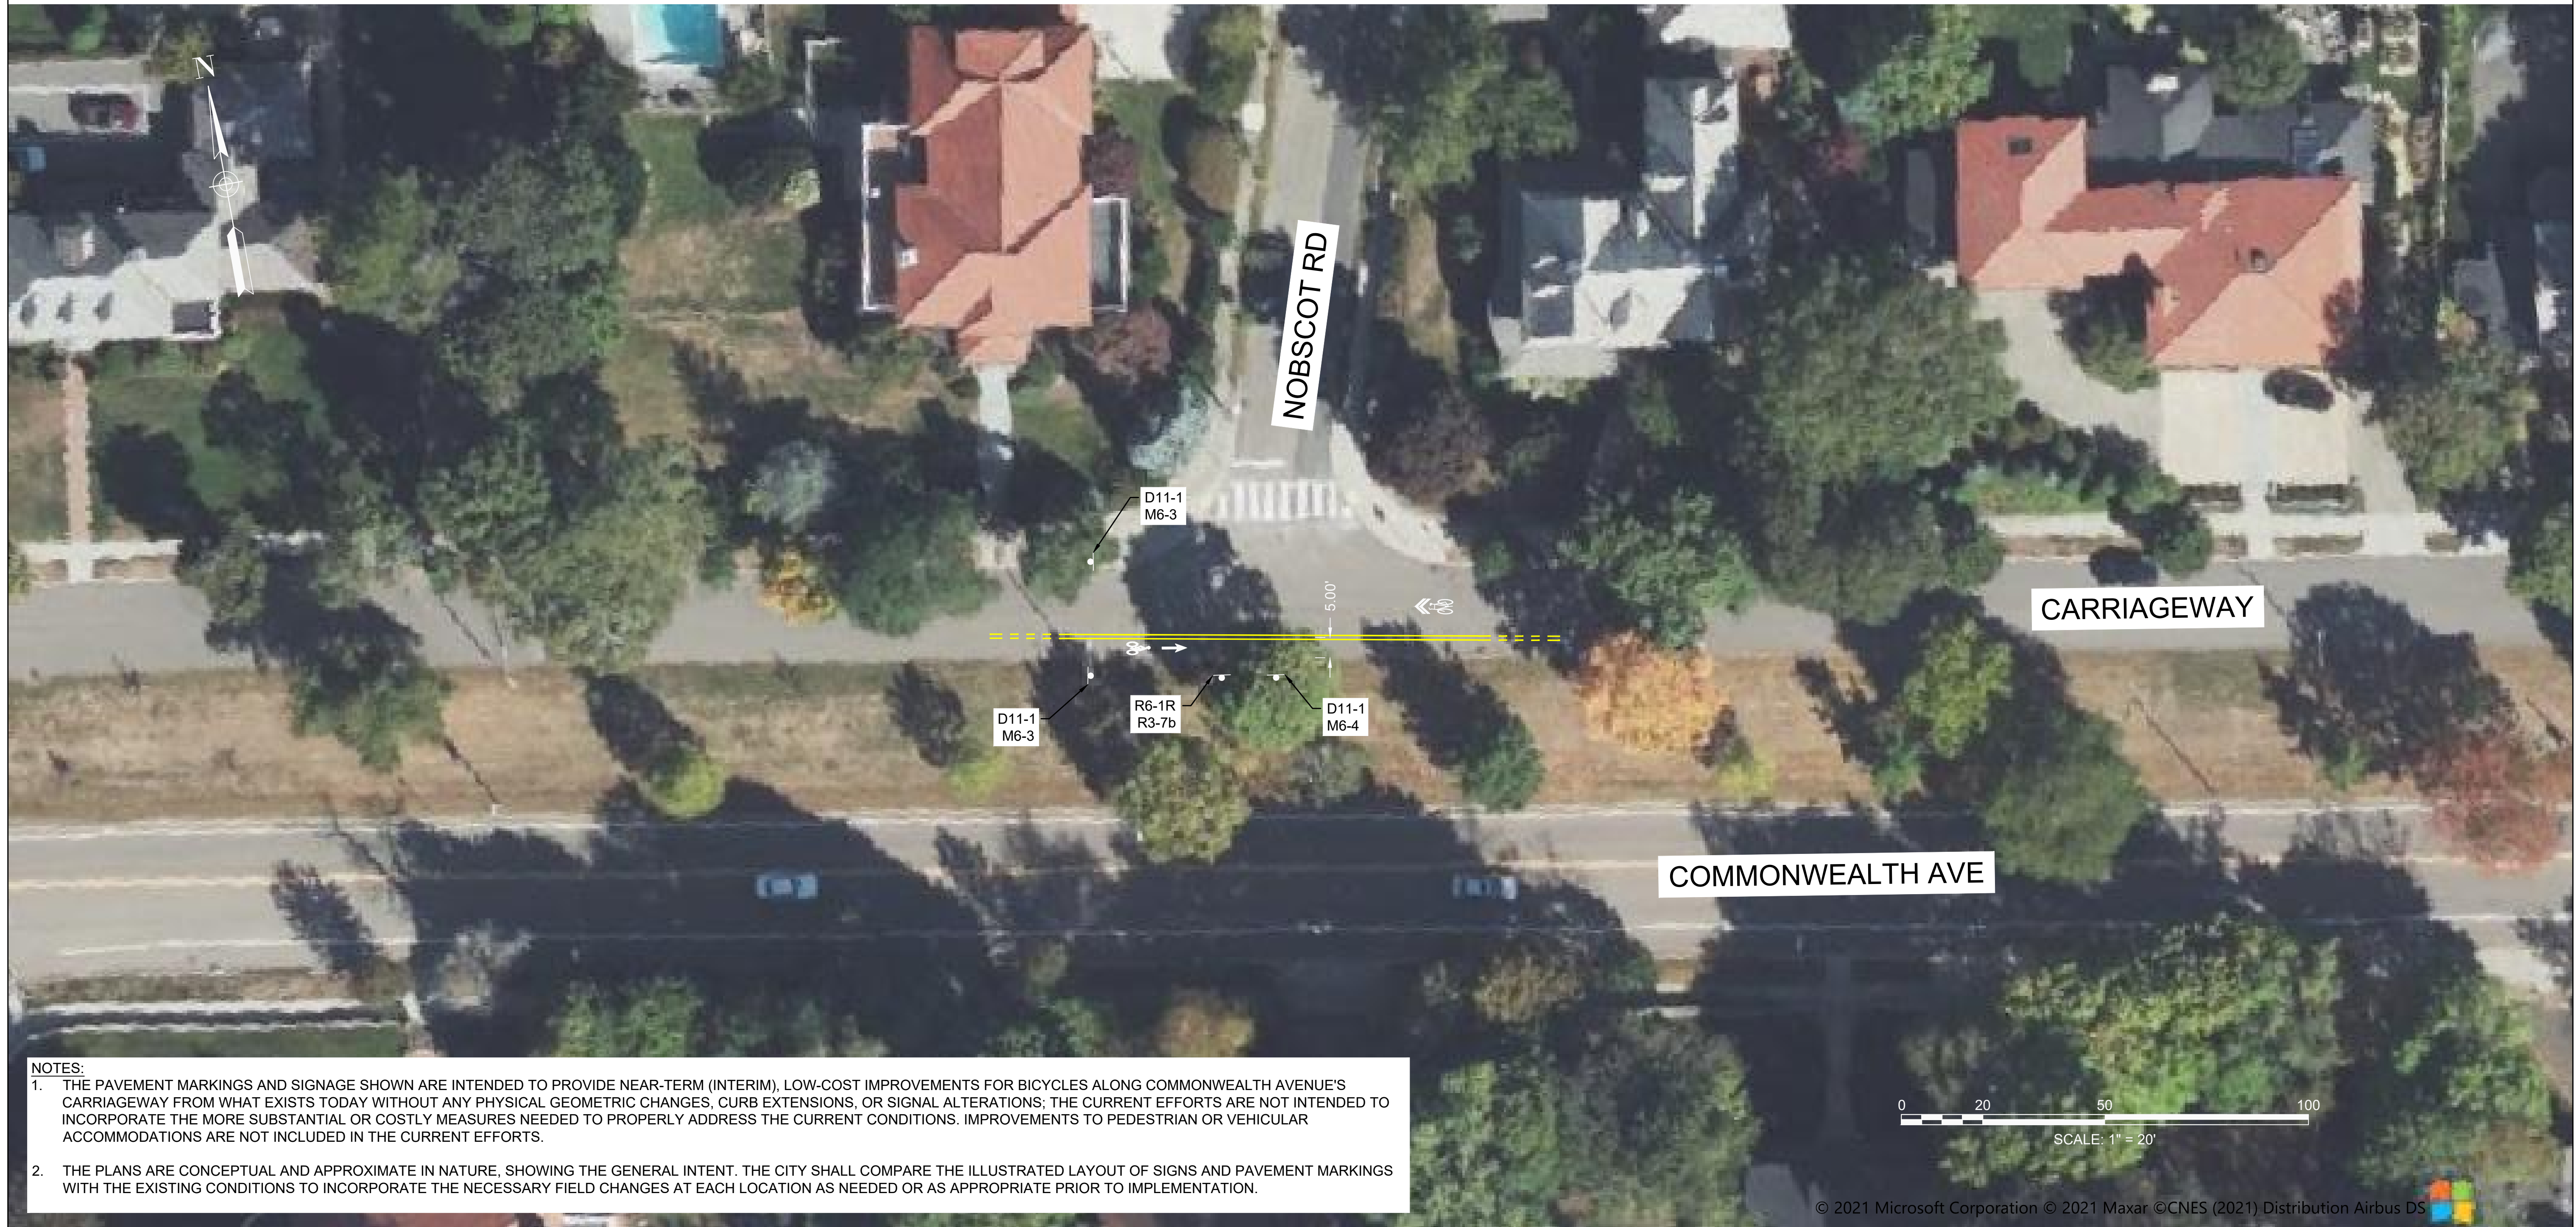 N
NOBSCOT RD
D11-1
M6-3
5.00'
CARRIAGEWAY
D11-1
M6-3
R6-1R
R3-7b
D11-1
M6-4
COMMONWEALTH AVE
NOTES:
1. THE PAVEMENT MARKINGS AND SIGNAGE SHOWN ARE INTENDED TO PROVIDE NEAR-TERM (INTERIM), LOW-COST IMPROVEMENTS FOR BICYCLES ALONG COMMONWEALTH AVENUE'S
CARRIAGEWAY FROM WHAT EXISTS TODAY WITHOUT ANY PHYSICAL GEOMETRIC CHANGES, CURB EXTENSIONS, OR SIGNAL ALTERATIONS; THE CURRENT EFFORTS ARE NOT INTENDED TO
INCORPORATE THE MORE SUBSTANTIAL OR COSTLY MEASURES NEEDED TO PROPERLY ADDRESS THE CURRENT CONDITIONS. IMPROVEMENTS TO PEDESTRIAN OR VEHICULAR
ACCOMMODATIONS ARE NOT INCLUDED IN THE CURRENT EFFORTS.
2. THE PLANS ARE CONCEPTUAL AND APPROXIMATE IN NATURE, SHOWING THE GENERAL INTENT. THE CITY SHALL COMPARE THE ILLUSTRATED LAYOUT OF SIGNS AND PAVEMENT MARKINGS
WITH THE EXISTING CONDITIONS TO INCORPORATE THE NECESSARY FIELD CHANGES AT EACH LOCATION AS NEEDED OR AS APPROPRIATE PRIOR TO IMPLEMENTATION.
0 20 50 100
SCALE: 1" = 20'
© 2021 Microsoft Corporation © 2021 Maxar ©CNES (2021) Distribution Airbus DS